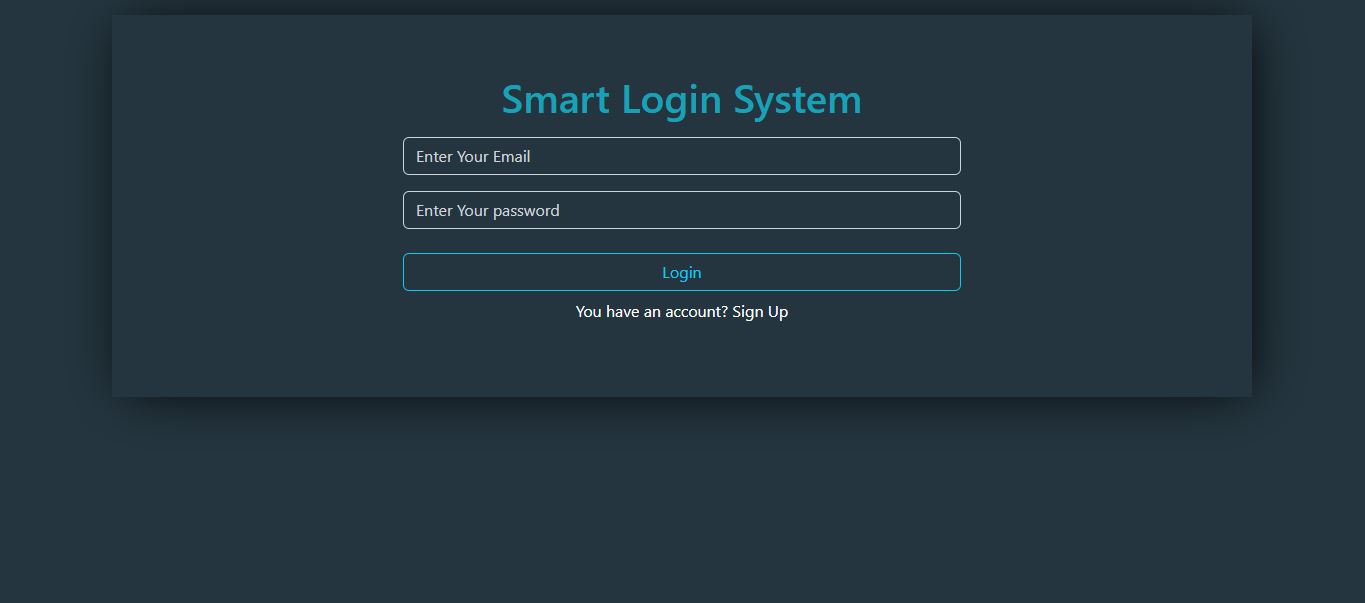 Smart Login System
Enter Your Email
Enter Your password
Login
You have an account? Sign Up